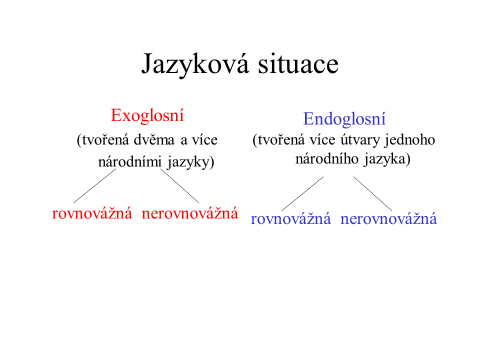 Jazyková situace
Exoglosní
(tvořená dvěma a více
národními jazyky)
rovnovážná nerovnovážná
Endoglosní
(tvořená více útvary jednoho
národního jazyka)
rovnovážná nerovnovážná